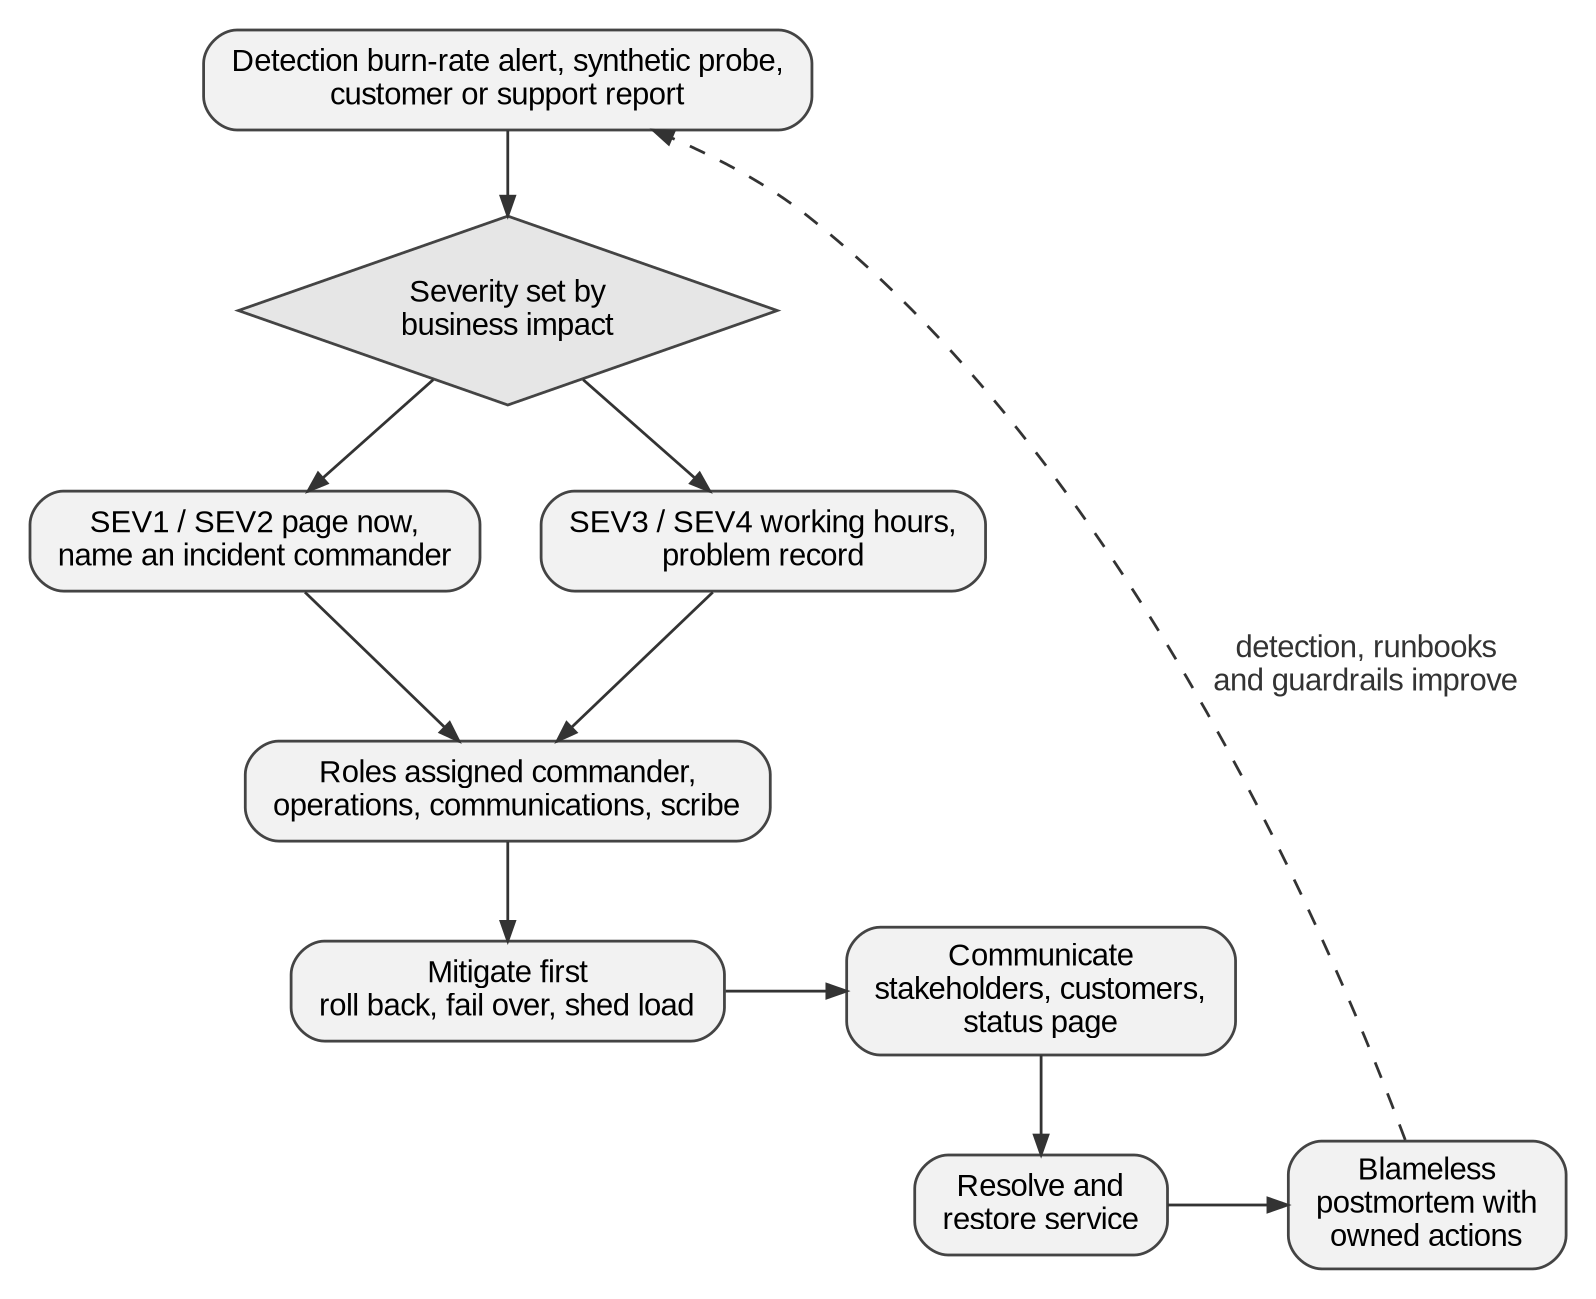 Detection burn-rate alert, synthetic probe,
customer or support report
Severity set by
business impact
SEV1 / SEV2 page now,
name an incident commander
SEV3 / SEV4 working hours,
problem record
detection, runbooks
and guardrails improve
Roles assigned commander,
operations, communications, scribe
Mitigate first
roll back, fail over, shed load
Communicate
stakeholders, customers,
status page
Resolve and
restore service
Blameless
postmortem with
owned actions